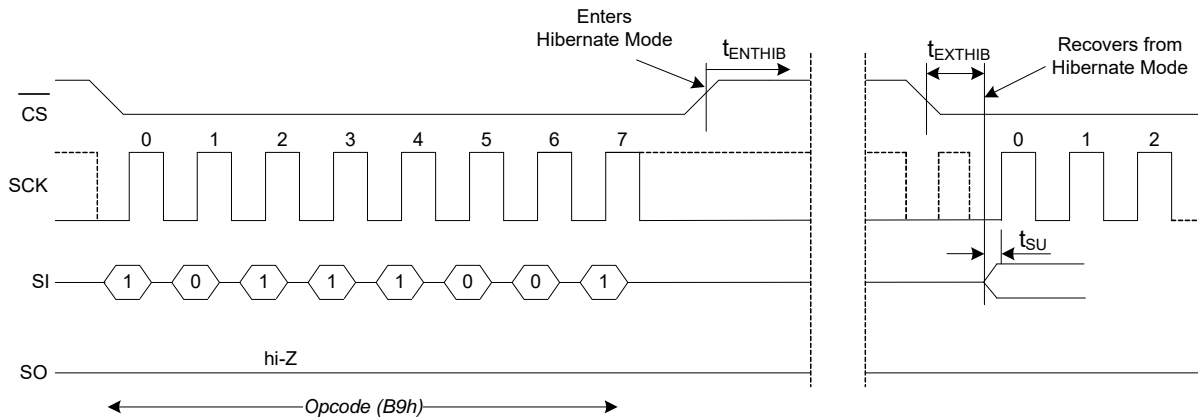 Enters
Hibernate Mode
tENTHIB
tEXTHIB
Recovers from
Hibernate Mode
CS
0 1 2 3 4 5 6 7 0 1 2
SCK
tSU
SI 1 0 1 1 1 0 0 1
hi-Z
SO
Opcode (B9h)